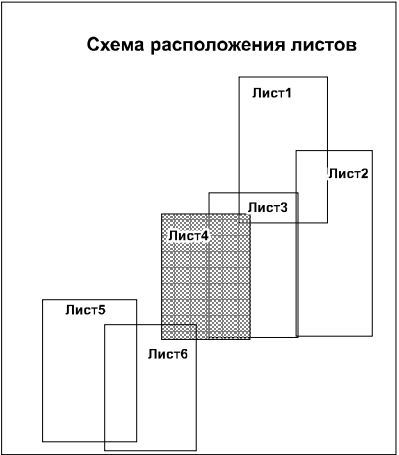 Схема расположения листов
Лист1
Лист2
Лист3
Лист4
Лист5
Лист6